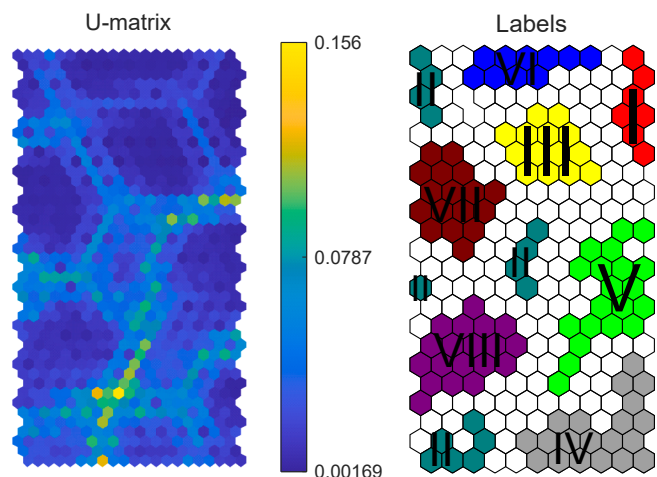 U-matrix
Labels
0.156
0.0787
0.00169
VI
II
I
III
VII
II
II
V
VIII
II
IV